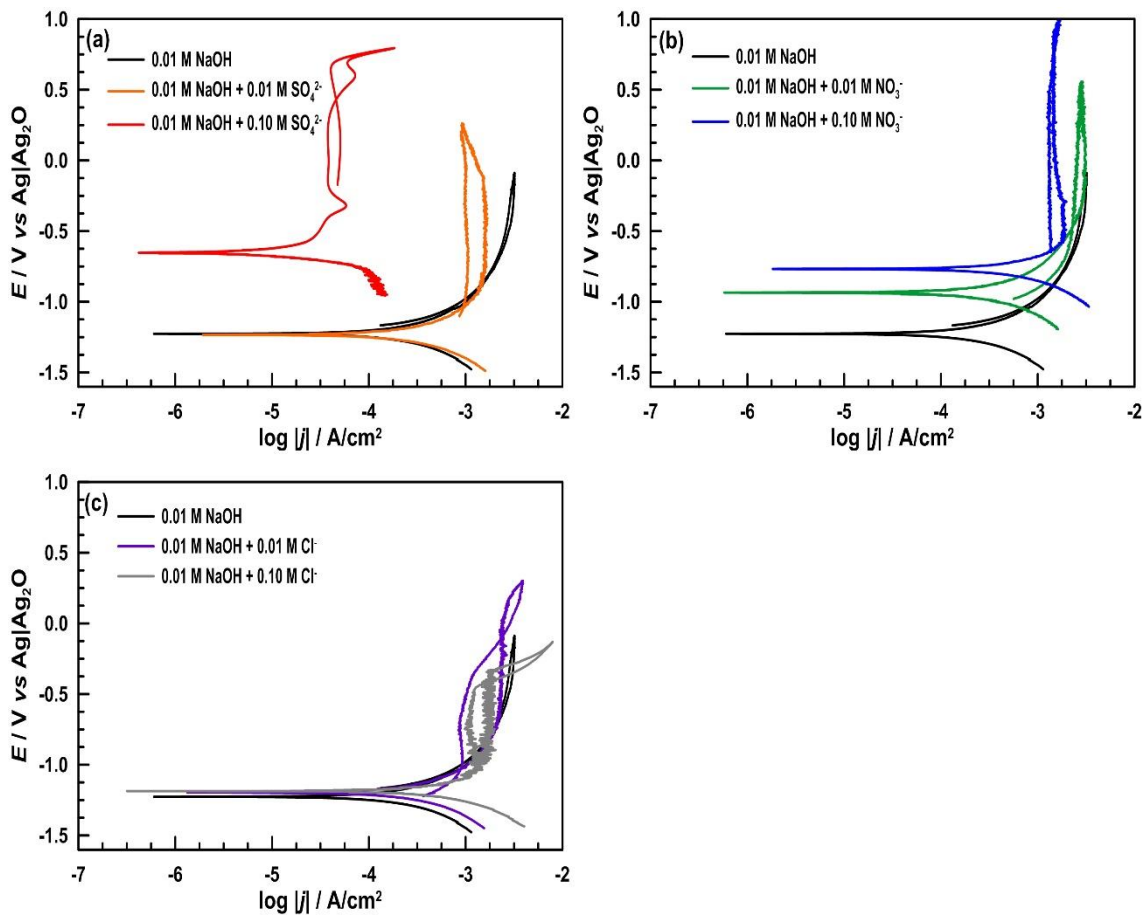 (a)
0.01 M NaOH
0.01 M NaOH + 0.01 M SO₄²⁻
0.01 M NaOH + 0.10 M SO₄²⁻
E / V vs Ag|Ag₂O
1.0
0.5
0.0
-0.5
-1.0
-1.5
-7 -6 -5 -4 -3 -2
log |j| / A/cm²
(b)
0.01 M NaOH
0.01 M NaOH + 0.01 M NO₃⁻
0.01 M NaOH + 0.10 M NO₃⁻
E / V vs Ag|Ag₂O
1.0
0.5
0.0
-0.5
-1.0
-1.5
-7 -6 -5 -4 -3 -2
log |j| / A/cm²
(c)
0.01 M NaOH
0.01 M NaOH + 0.01 M Cl⁻
0.01 M NaOH + 0.10 M Cl⁻
E / V vs Ag|Ag₂O
1.0
0.5
0.0
-0.5
-1.0
-1.5
-7 -6 -5 -4 -3 -2
log |j| / A/cm²